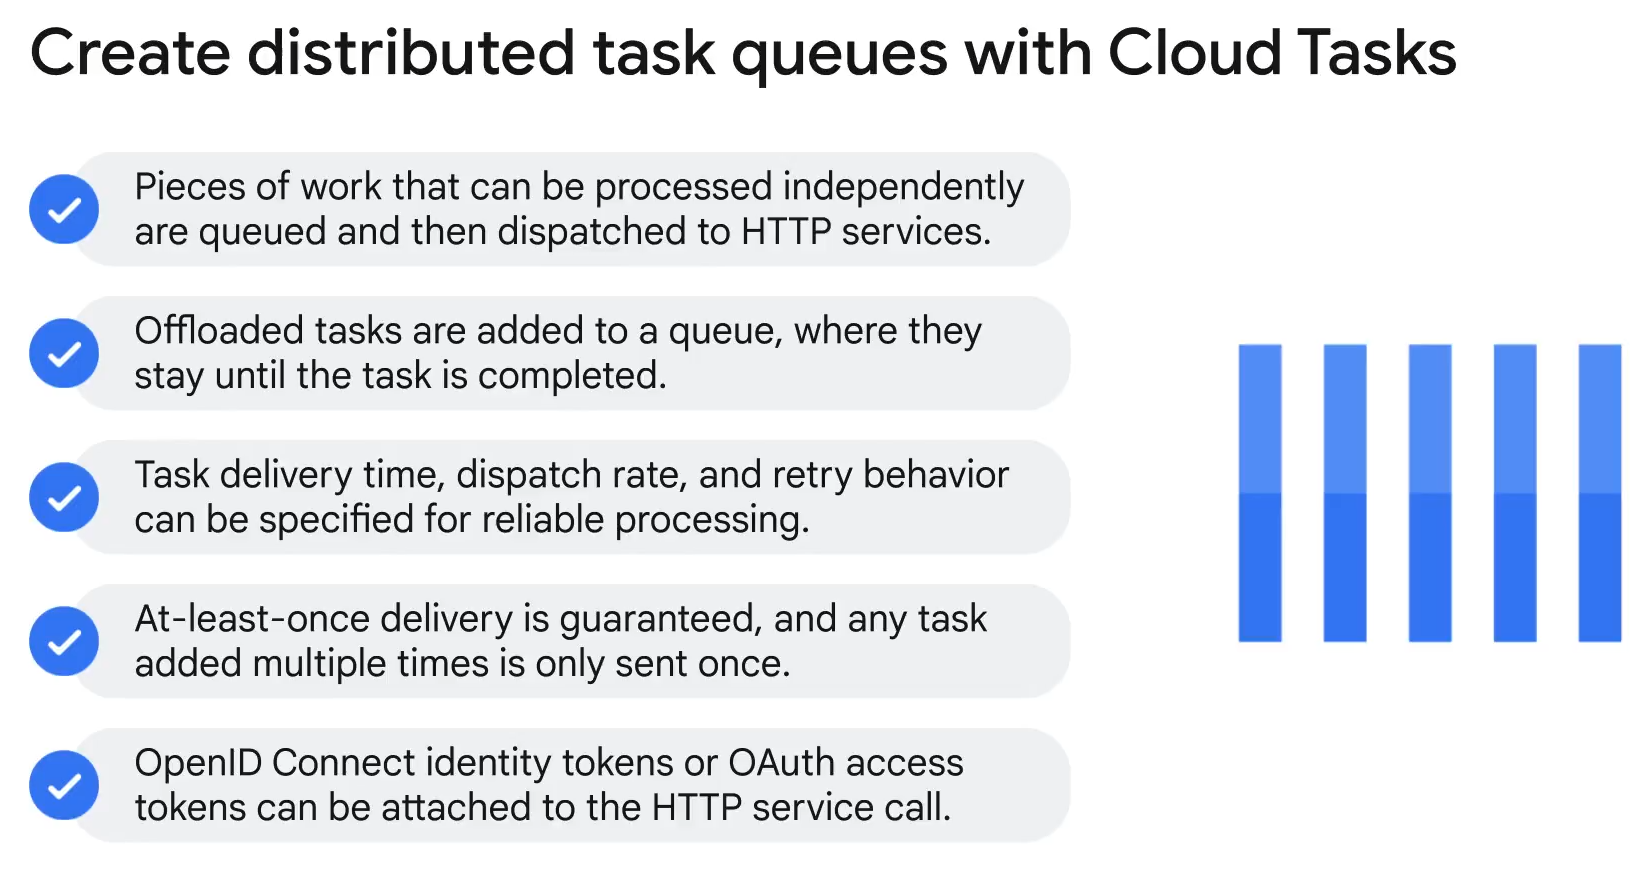 Create distributed task queues with Cloud Tasks
Pieces of work that can be processed independently
are queued and then dispatched to HTTP services.
Offloaded tasks are added to a queue, where they
stay until the task is completed.
Task delivery time, dispatch rate, and retry behavior
can be specified for reliable processing.
At-least-once delivery is guaranteed, and any task
added multiple times is only sent once.
OpenID Connect identity tokens or OAuth access
tokens can be attached to the HTTP service call.